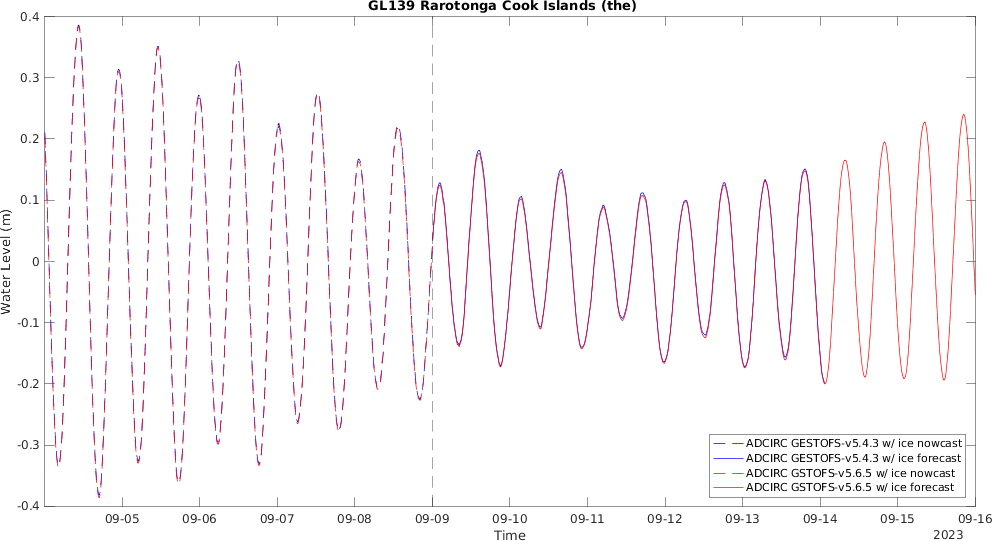 GL139 Rarotonga Cook Islands (the)
0.4
0.3
0.2
0.1
0
-0.1
-0.2
-0.3
-0.4
Water Level (m)
ADCIRC GESTOFS-v5.4.3 w/ ice nowcast
ADCIRC GESTOFS-v5.4.3 w/ ice forecast
ADCIRC GSTOFS-v5.6.5 w/ ice nowcast
ADCIRC GSTOFS-v5.6.5 w/ ice forecast
09-05 09-06 09-07 09-08 09-09 09-10 09-11 09-12 09-13 09-14 09-15 09-16
Time
2023